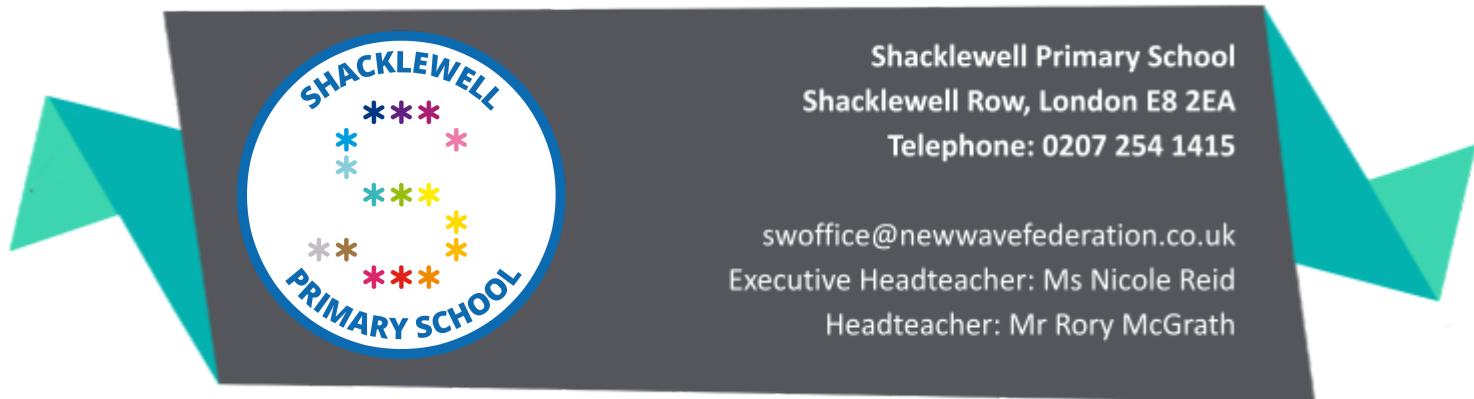 SHACKLEWELL
PRIMARY SCHOOL
Shacklewell Primary School
Shacklewell Row, London E8 2EA
Telephone: 0207 254 1415
swoffice@newwavefederation.co.uk
Executive Headteacher: Ms Nicole Reid
Headteacher: Mr Rory McGrath